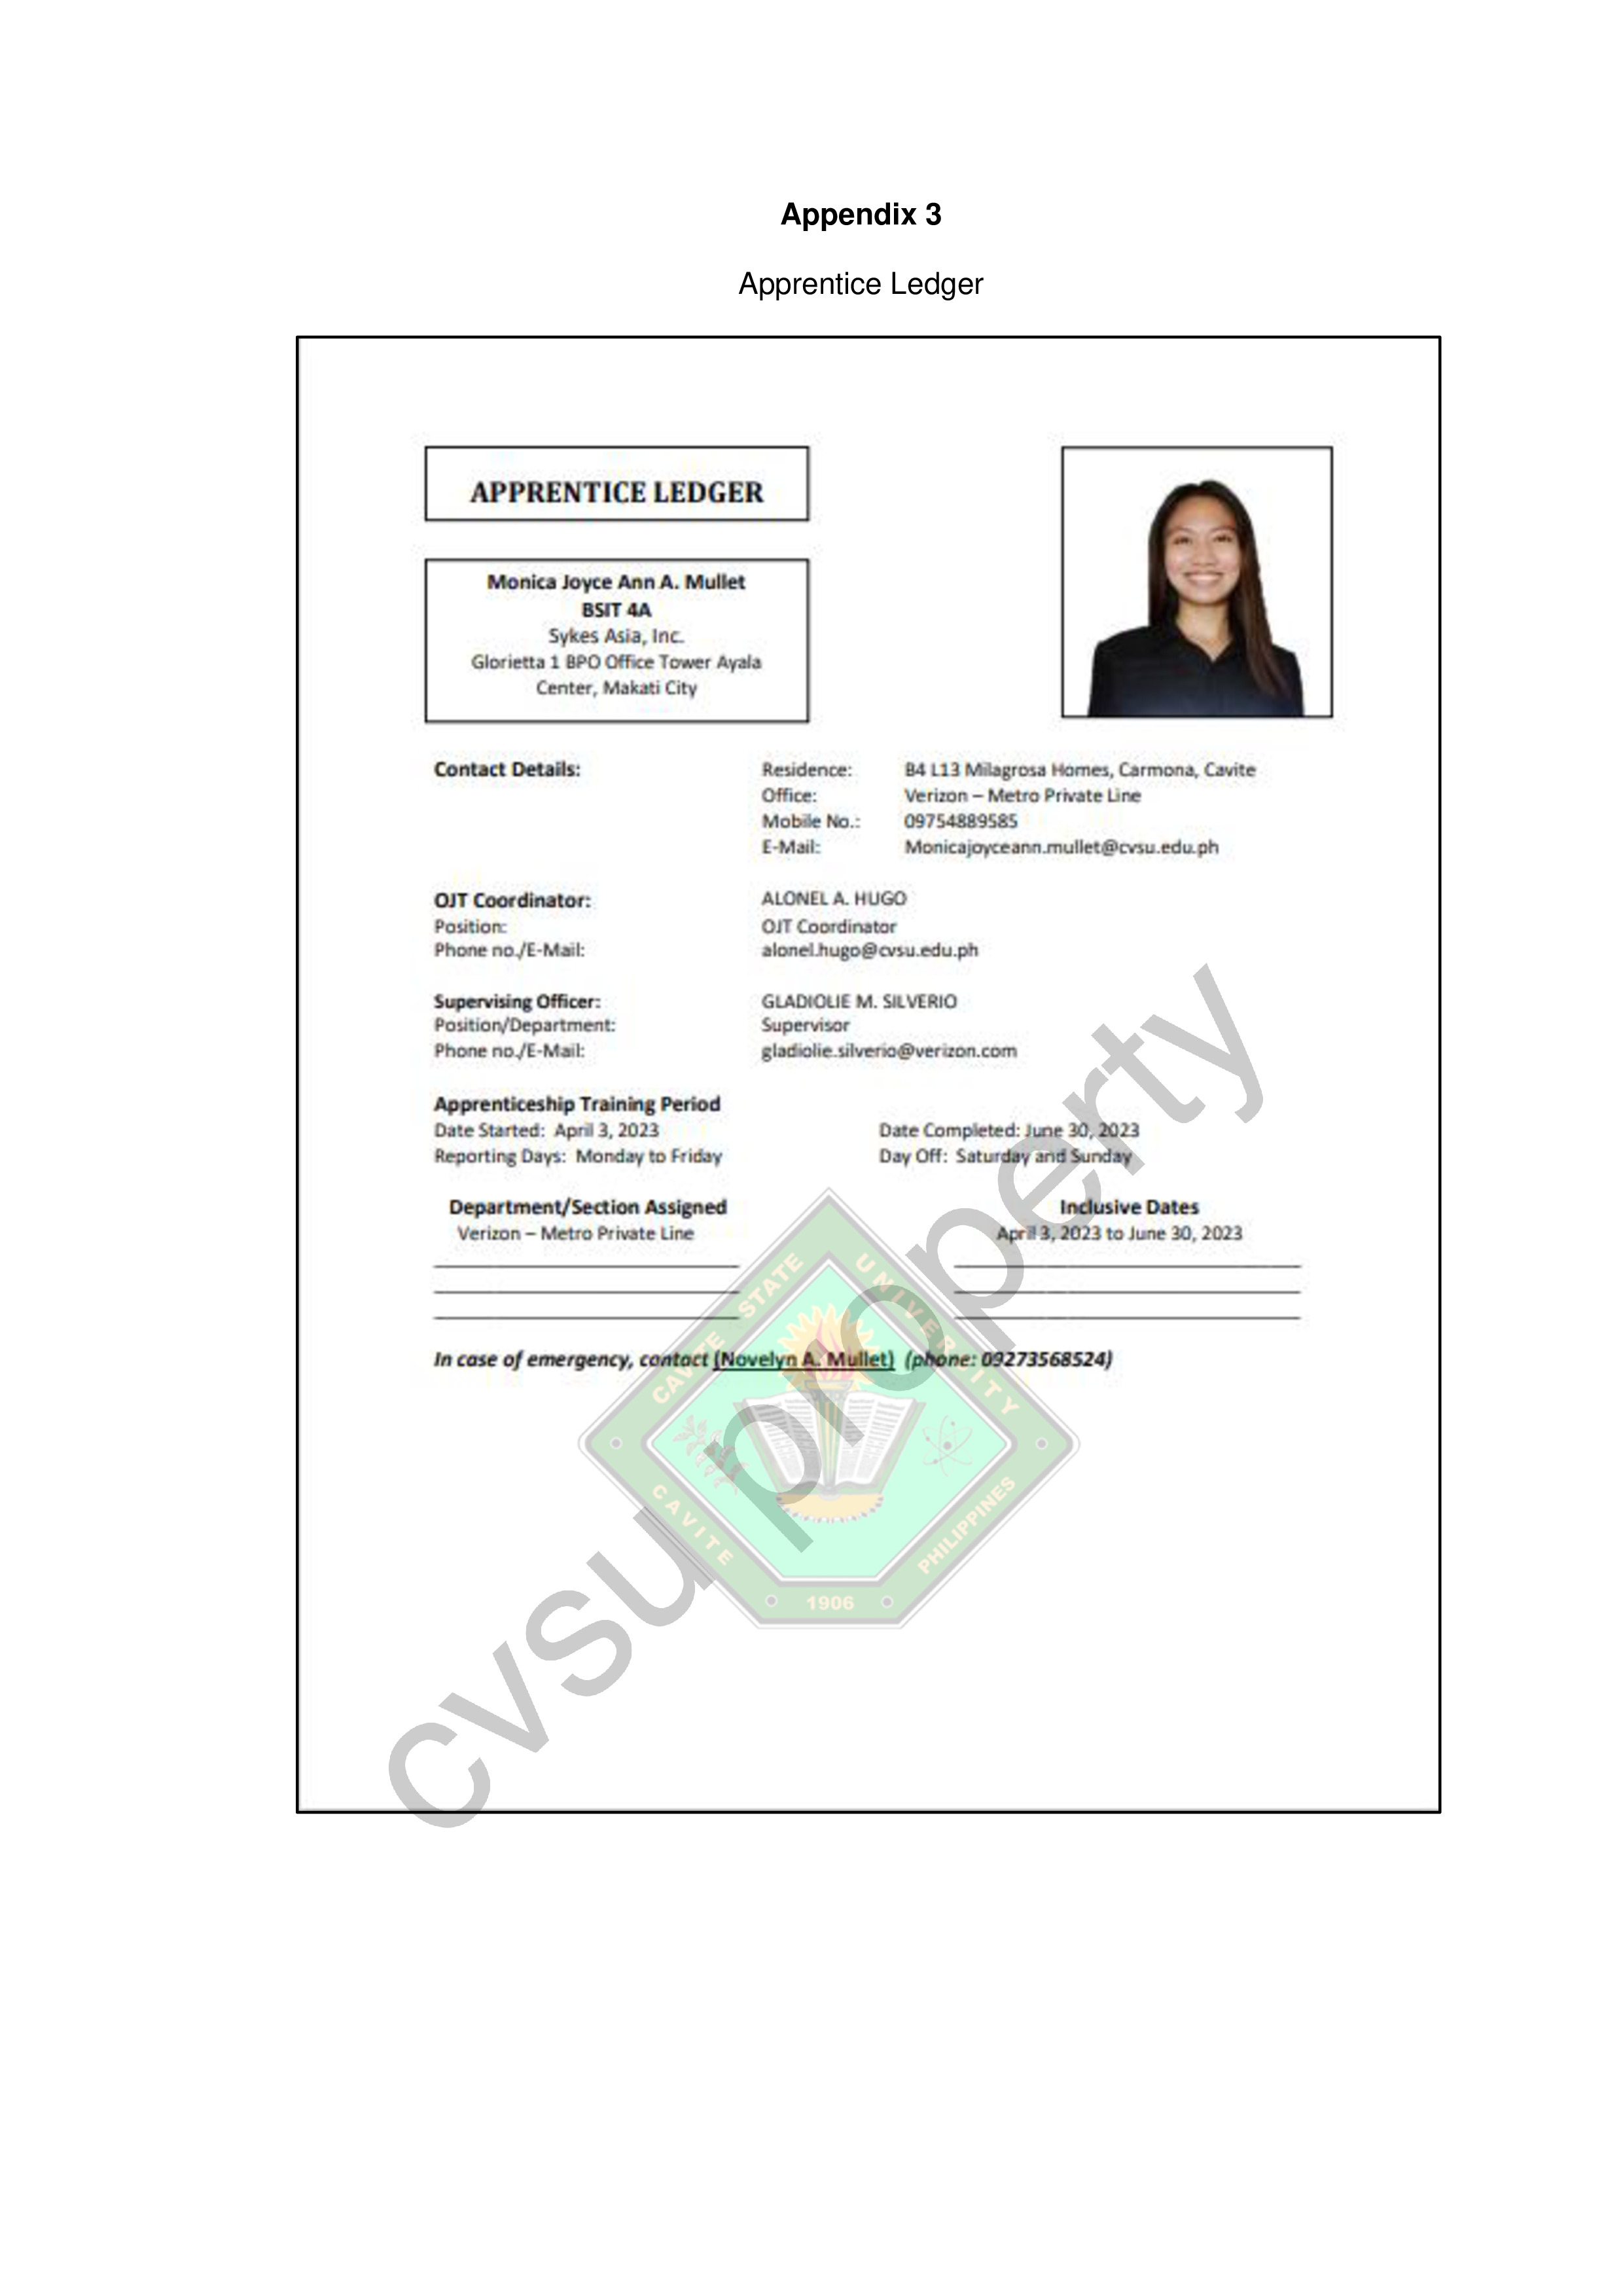 Appendix 3
Apprentice Ledger
APPRENTICE LEDGER
Monica Joyce Ann A. Mullet
BSIT 4A
Sykes Asia, Inc.
Glorietta 1 BPO Office Tower Ayala
Center, Makati City
Contact Details: Residence: B4 L13 Milagrosa Homes, Carmona, Cavite
Office: Verizon – Metro Private Line
Mobile No.: 09754889585
E-Mail: Monicajoyceann.mullet@cvsu.edu.ph
OJT Coordinator: ALONEL A. HUGO
Position: OJT Coordinator
Phone no./E-Mail: alonel.hugo@cvsu.edu.ph
Supervising Officer: GLADIOLIE M. SILVERIO
Position/Department: Supervisor
Phone no./E-Mail: gladiolie.silverio@verizon.com
Apprenticeship Training Period
Date Started: April 3, 2023 Date Completed: June 30, 2023
Reporting Days: Monday to Friday Day Off: Saturday and Sunday
Department/Section Assigned Inclusive Dates
Verizon – Metro Private Line April 3, 2023 to June 30, 2023
In case of emergency, contact (Novelyn A. Mullet) (phone: 09273568524)
CAVITE STATE UNIVERSITY
CAVITE PHILIPPINES
1906
cvsu property